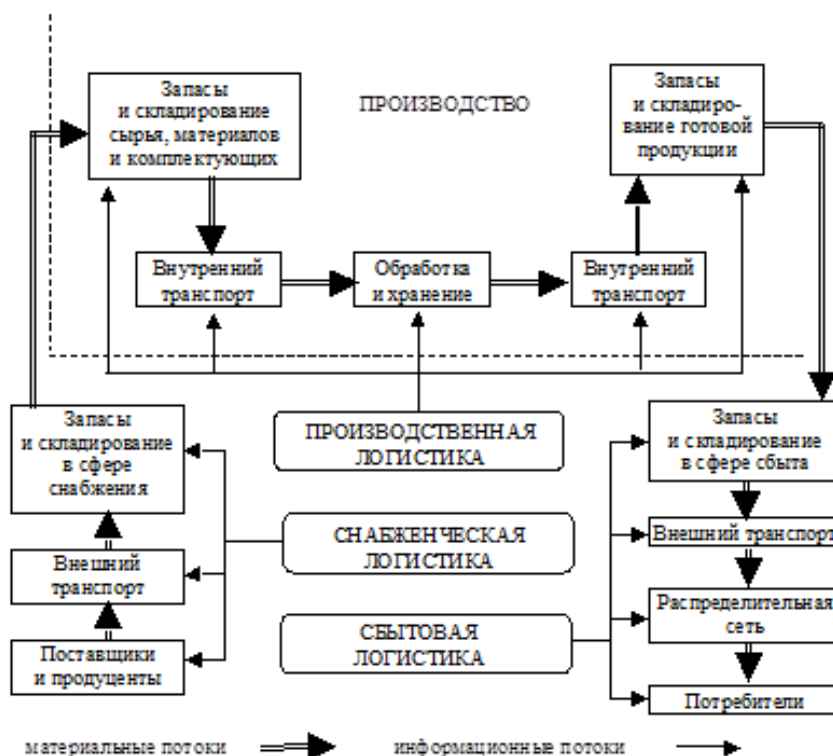 Запасы
и складирование
сырья, материалов
и комплектующих
ПРОИЗВОДСТВО
Запасы
и складиро-
вание готовой
продукции
Внутренний
транспорт
Обработка
и хранение
Внутренний
транспорт
ПРОИЗВОДСТВЕННАЯ
ЛОГИСТИКА
Запасы
и складирование
в сфере
снабжения
Запасы
и складирование
в сфере сбыта
СНАБЖЕНЧЕСКАЯ
ЛОГИСТИКА
Внешний
транспорт
Внешний транспорт
СБЫТОВАЯ
ЛОГИСТИКА
Распределительная
сеть
Поставщики
и продуценты
Потребители
материальные потоки
информационные потоки